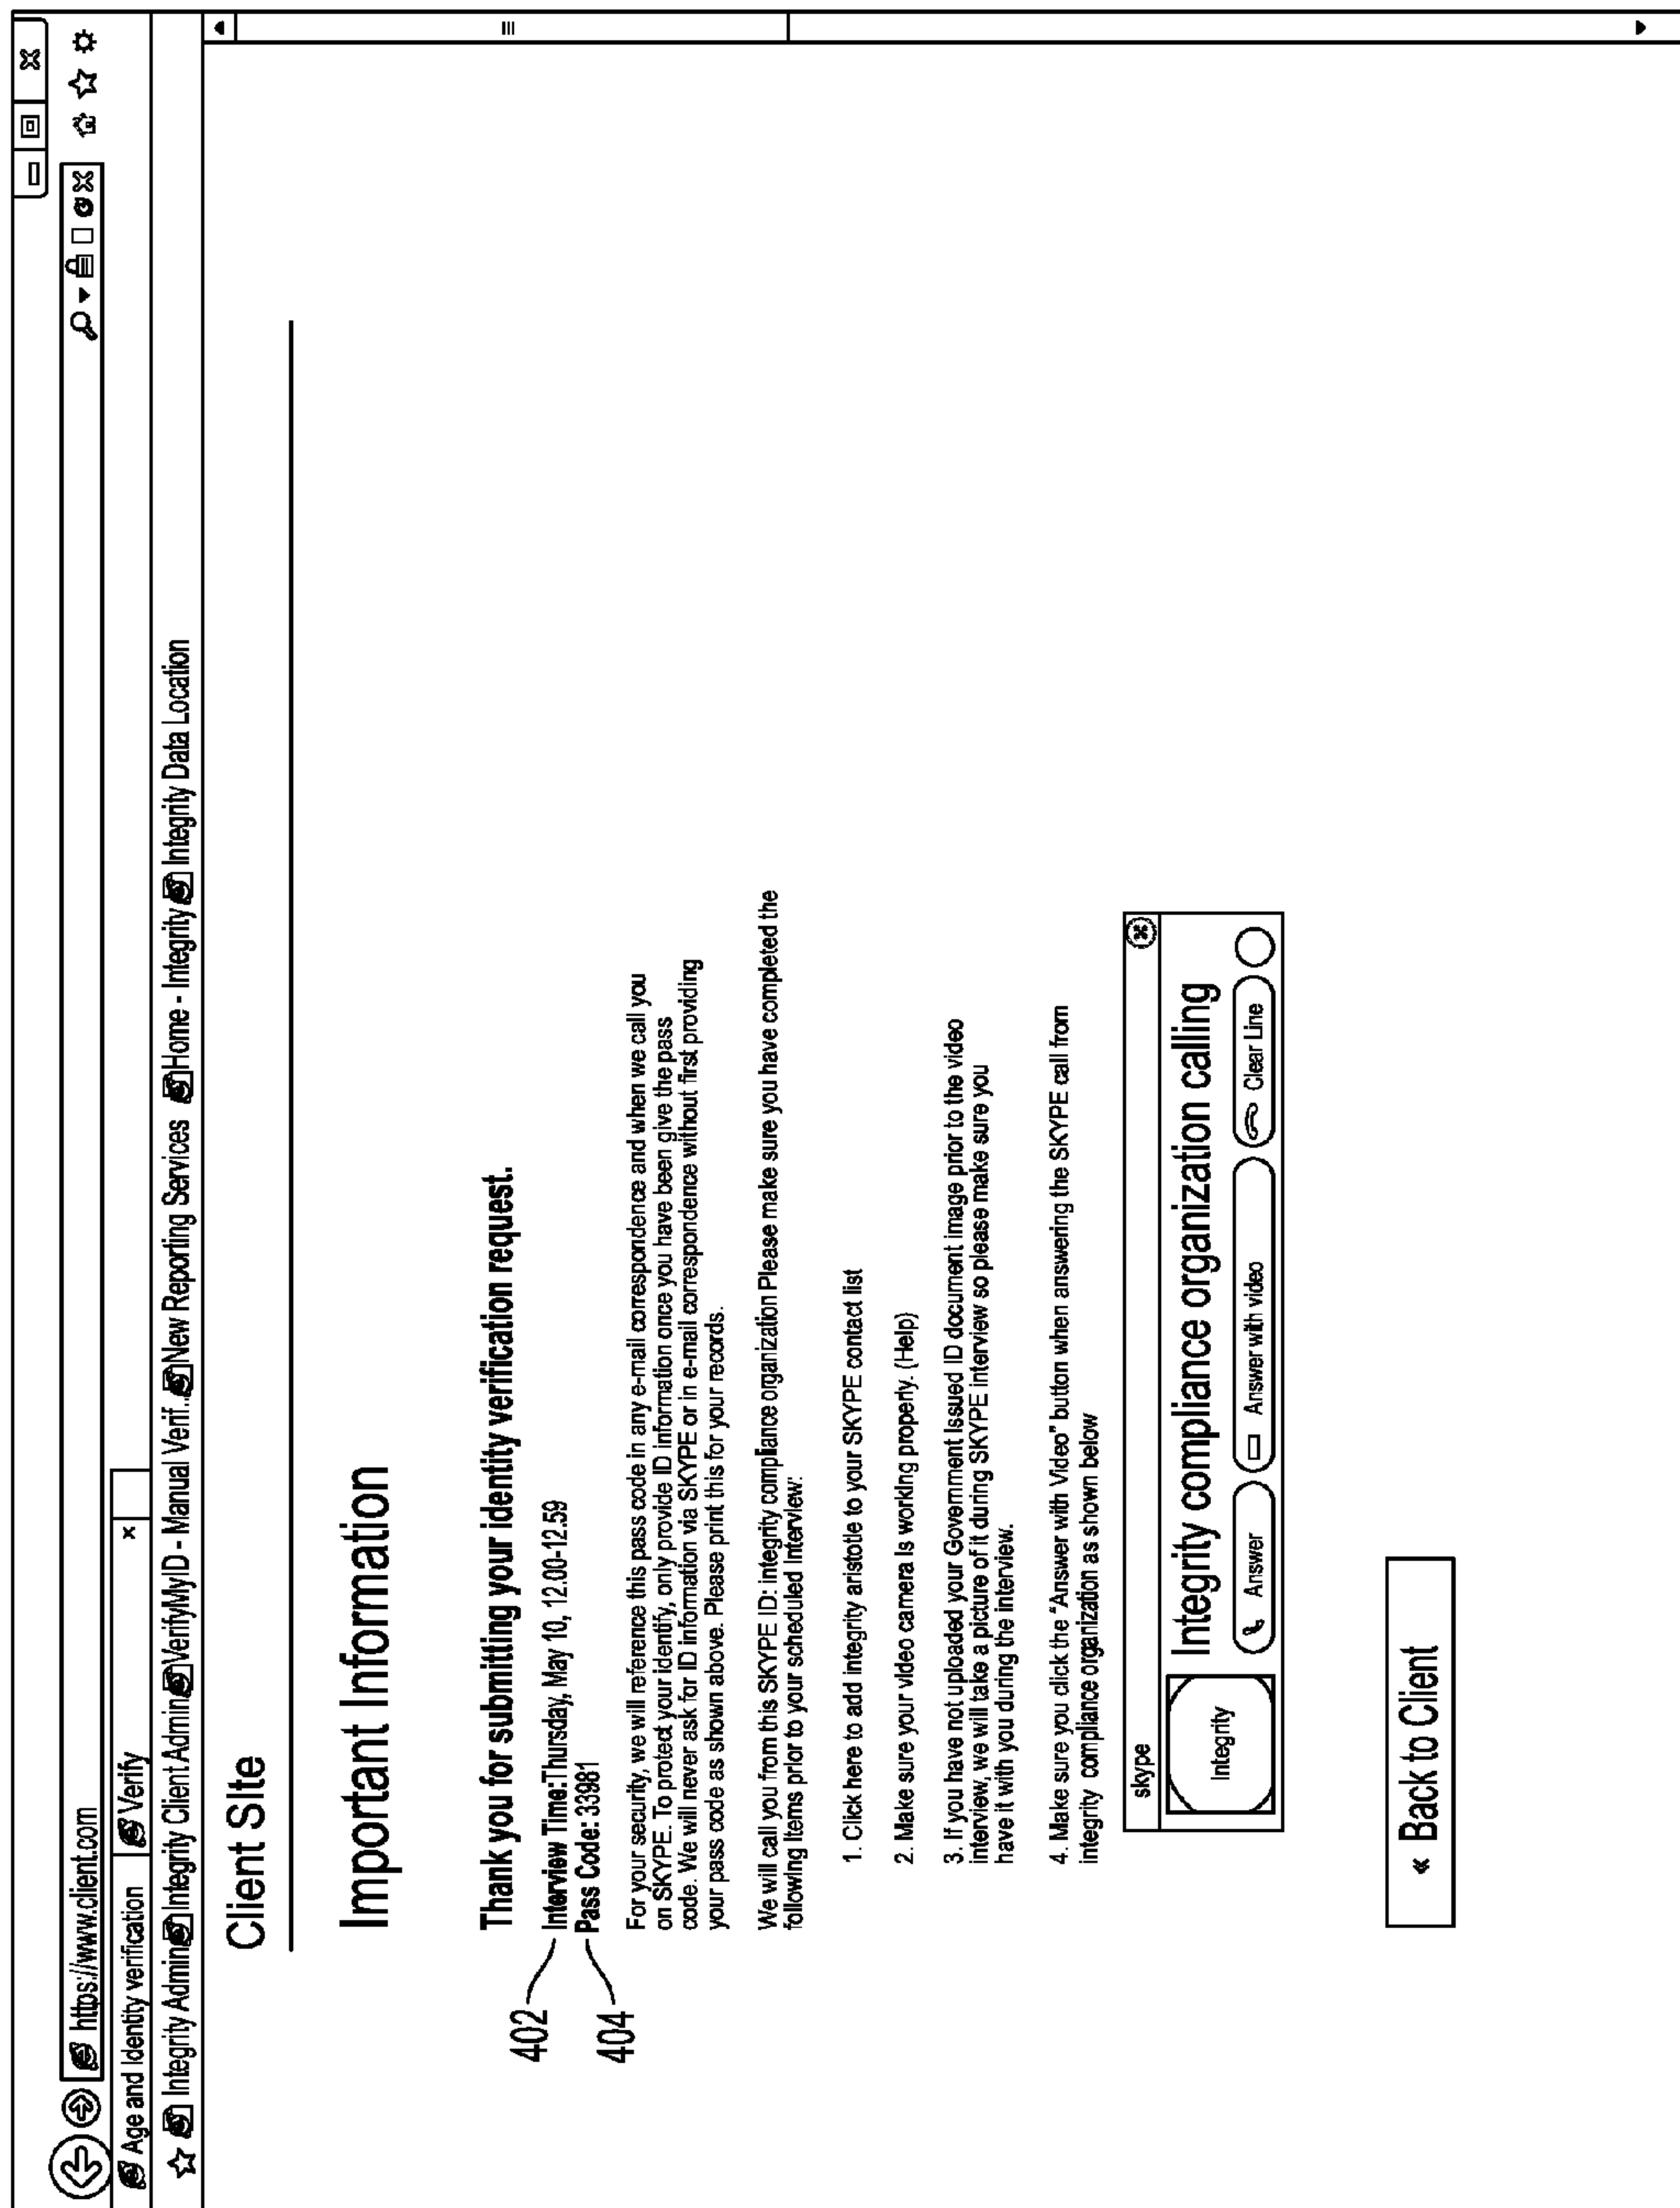 https://www.client.com
Age and Identity verification
Verify
x
Integrity Admin Integrity Client Admin VerifyMyID - Manual Verif.. New Reporting Services Home - Integrity Integrity Data Location
Client SIte
Important Information
Thank you for submitting your identity verification request.
402
Interview Time:Thursday, May 10, 12.00-12.59
404
Pass Code: 33981
For your security, we will reference this pass code in any e-mail correspondence and when we call you
on SKYPE. To protect your identify, only provide ID information once you have been give the pass
code. We will never ask for ID information via SKYPE or in e-mail correspondence without first providing
your pass code as shown above. Please print this for your records.
We will call you from this SKYPE ID: integrity compliance organization Please make sure you have completed the
following Items prior to your scheduled Interview:
1. Click here to add integrity aristotle to your SKYPE contact list
2. Make sure your video camera Is working properly. (Help)
3. If you have not uploaded your Government Issued ID document image prior to the video
interview, we will take a picture of it during SKYPE interview so please make sure you
have it with you during the interview.
4. Make sure you click the "Answer with Video" button when answering the SKYPE call from
integrity compliance organization as shown below
skype
Integrity
Integrity compliance organization calling
Answer
Answer with video
Clear Line
« Back to Client